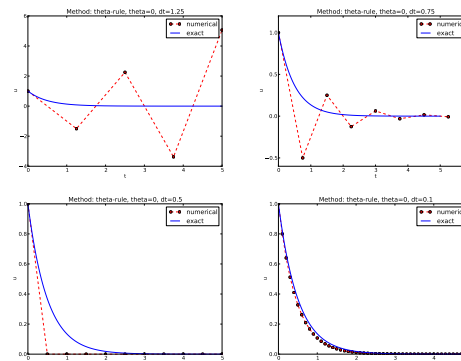 Method: theta-rule, theta=0, dt=1.25
6
4
2
0
−2
−4
u
0 1 2 3 4 5
t
numerical
exact
Method: theta-rule, theta=0, dt=0.75
1.0
0.5
0.0
−0.5
u
0 1 2 3 4 5
t
numerical
exact
Method: theta-rule, theta=0, dt=0.5
1.0
0.8
0.6
0.4
0.2
0.0
u
0 1 2 3 4 5
numerical
exact
Method: theta-rule, theta=0, dt=0.1
1.0
0.8
0.6
0.4
0.2
0.0
u
0 1 2 3 4
numerical
exact